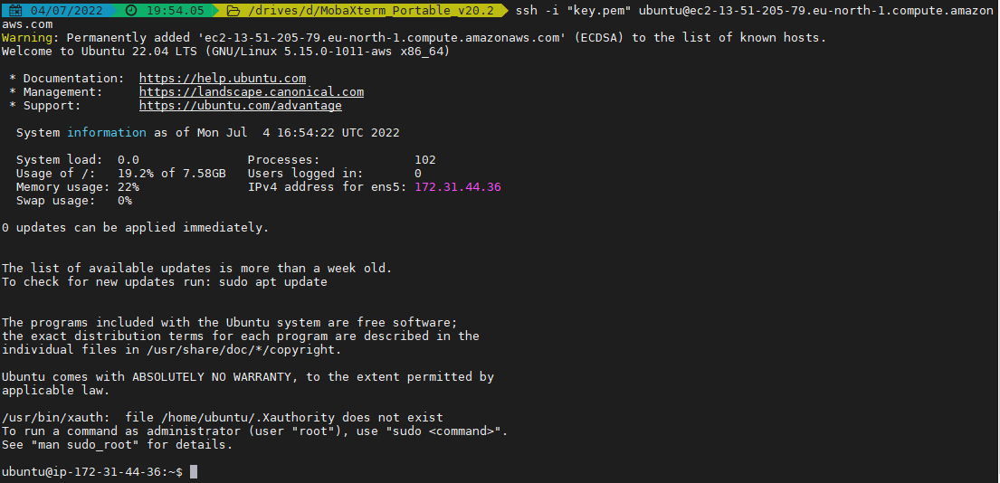 04/07/2022 19:54.05 /drives/d/MobaXterm_Portable_v20.2 ssh -i "key.pem" ubuntu@ec2-13-51-205-79.eu-north-1.compute.amazon
aws.com
Warning: Permanently added 'ec2-13-51-205-79.eu-north-1.compute.amazonaws.com' (ECDSA) to the list of known hosts.
Welcome to Ubuntu 22.04 LTS (GNU/Linux 5.15.0-1011-aws x86_64)
* Documentation: https://help.ubuntu.com
* Management: https://landscape.canonical.com
* Support: https://ubuntu.com/advantage
System information as of Mon Jul 4 16:54:22 UTC 2022
System load: 0.0 Processes: 102
Usage of /: 19.2% of 7.58GB Users logged in: 0
Memory usage: 22% IPv4 address for ens5: 172.31.44.36
Swap usage: 0%
0 updates can be applied immediately.
The list of available updates is more than a week old.
To check for new updates run: sudo apt update
The programs included with the Ubuntu system are free software;
the exact distribution terms for each program are described in the
individual files in /usr/share/doc/*/copyright.
Ubuntu comes with ABSOLUTELY NO WARRANTY, to the extent permitted by
applicable law.
/usr/bin/xauth: file /home/ubuntu/.Xauthority does not exist
To run a command as administrator (user "root"), use "sudo <command>".
See "man sudo_root" for details.
ubuntu@ip-172-31-44-36:~$